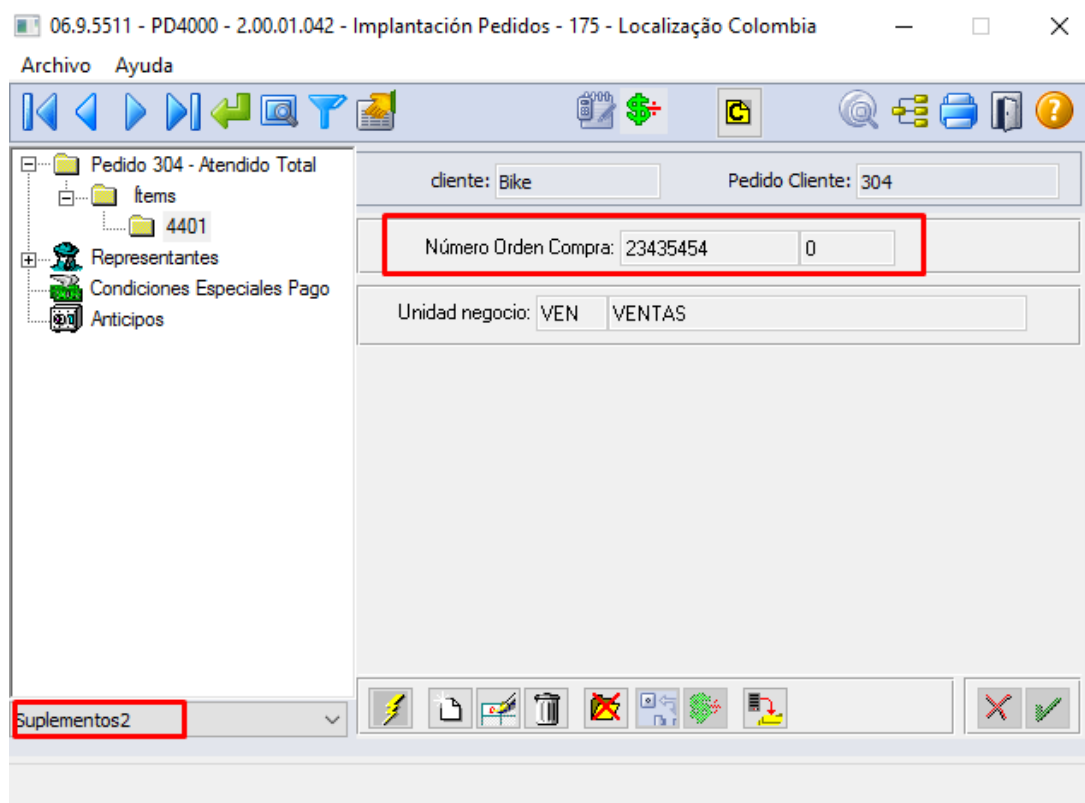 06.9.5511 - PD4000 - 2.00.01.042 - Implantación Pedidos - 175 - Localização Colombia
Archivo Ayuda
Pedido 304 - Atendido Total
Ítems
4401
Representantes
Condiciones Especiales Pago
Anticipos
cliente: Bike Pedido Cliente: 304
Número Orden Compra: 23435454 0
Unidad negocio: VEN VENTAS
Suplementos2